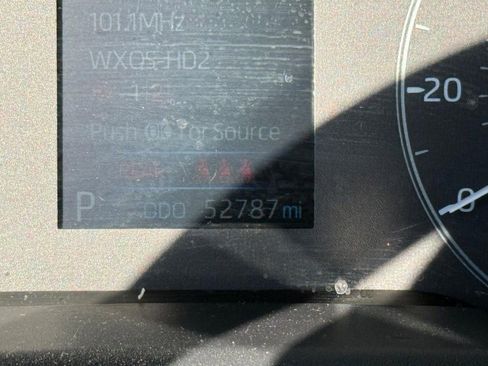 101.1MHz
WXOS-HD2
Push OK for Source
P ODO 52787 mi
20
0